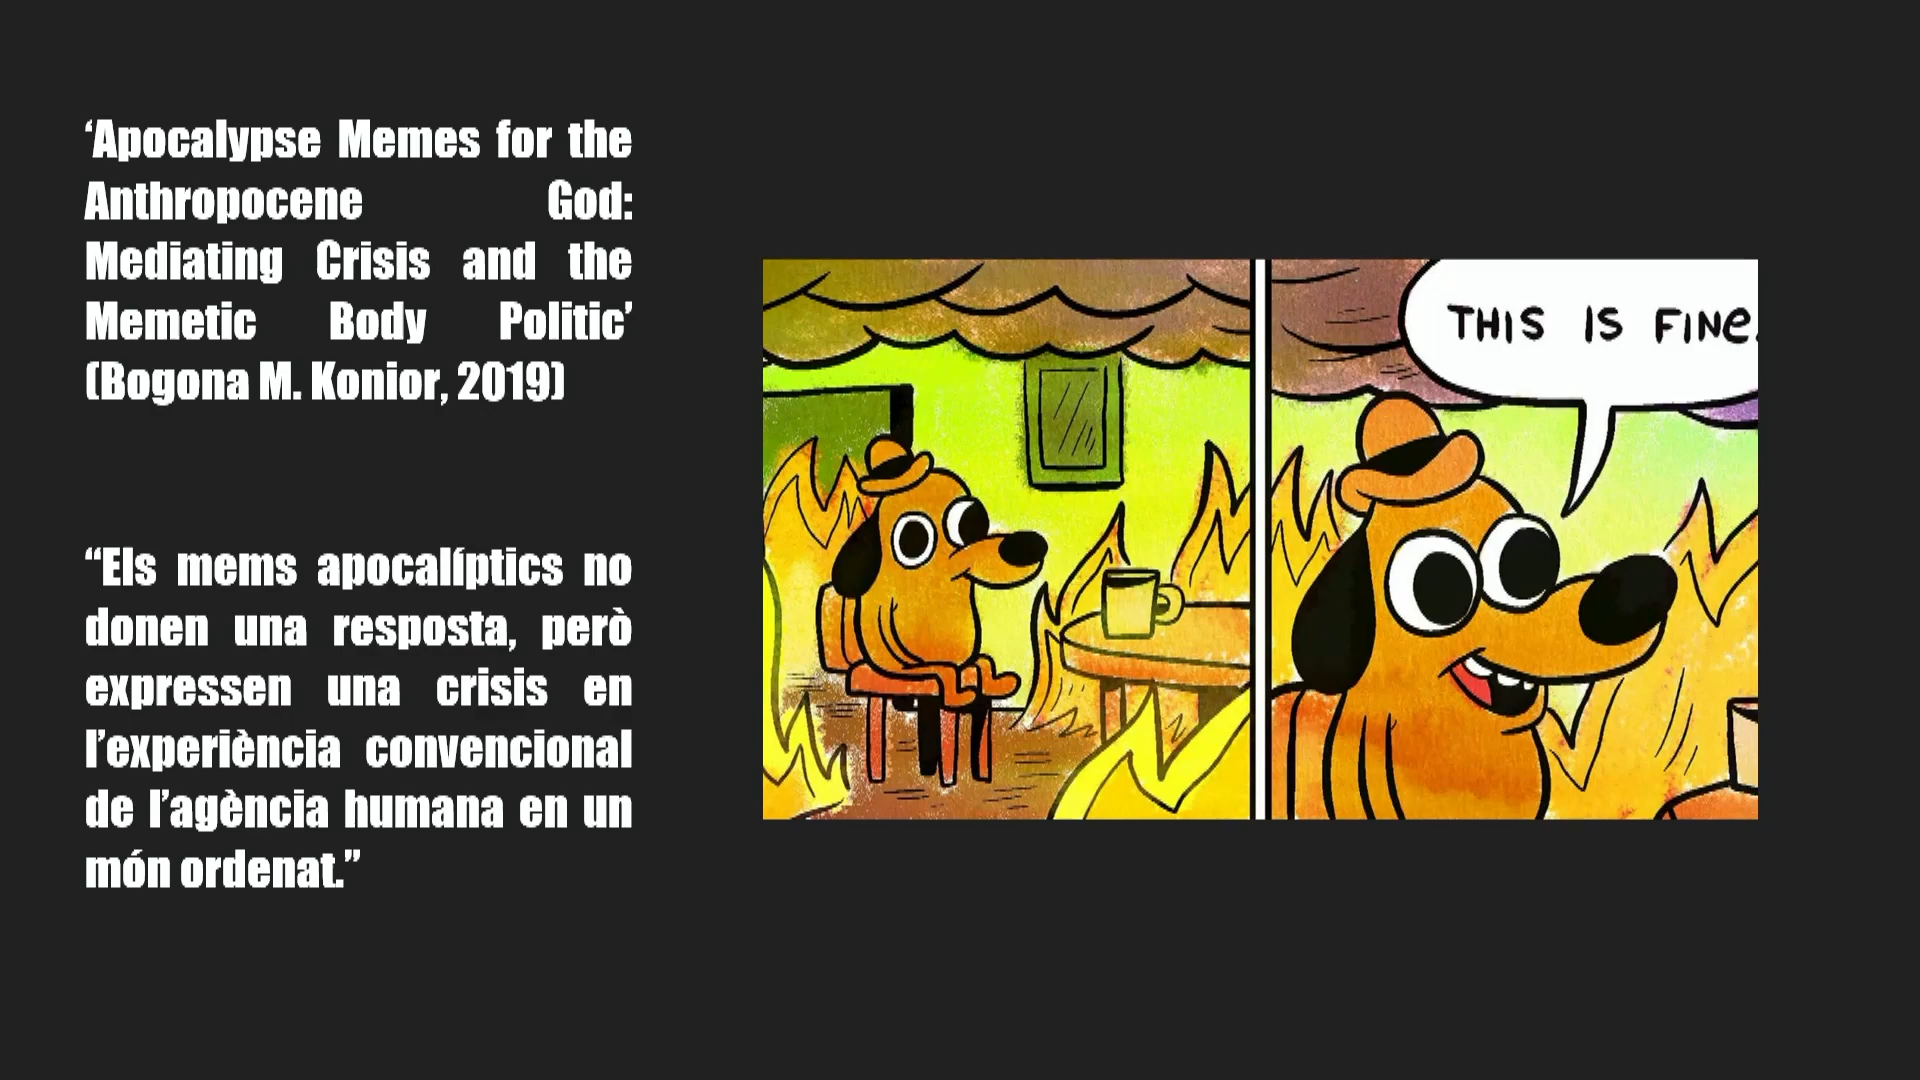 ‘Apocalypse Memes for the
Anthropocene God:
Mediating Crisis and the
Memetic Body Politic’
(Bogona M. Konior, 2019)
“Els mems apocalíptics no
donen una resposta, però
expressen una crisis en
l’experiència convencional
de l’agència humana en un
món ordenat.”
THIS IS FINE.